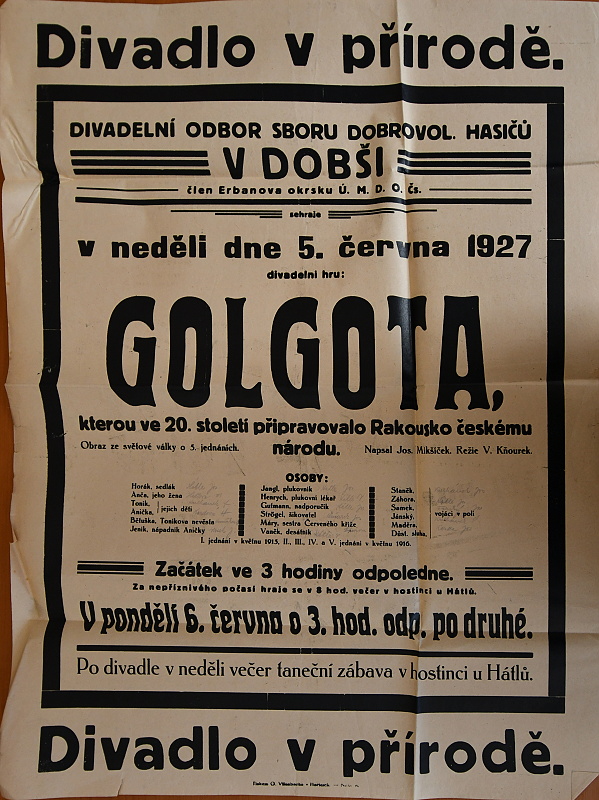 Divadlo v přírodě.
DIVADELNÍ ODBOR SBORU DOBROVOL. HASIČŮ
V DOBŠI
člen Erbanova okrsku Ú. M. D. O. Čs.
sehraje
v neděli dne 5. června 1927
divadelní hru:
GOLGOTA,
kterou ve 20. století připravovalo Rakousko českému
Obraz ze světové války o 5. jednáních. národu. Napsal Jos. Mikšíček. Režie V. Kňourek.
OSOBY:
Horák, sedlák
Anča, jeho žena
Toník,
Anička, jejich děti
Bětuška, Toníkova nevěsta
Jeník, nápadník Aničky
Jangl, plukovník
Henrych, plukovní lékař
Gutmann, nadporučík
Strögel, šikovatel
Máry, sestra Červeného kříže
Vaněk, desátník
Staněk,
Záhora,
Samek,
Jánský,
Maděra, vojáci v poli
Důst. sluha,
I. jednání v květnu 1915, II., III., IV. a V. jednání v květnu 1916.
Začátek ve 3 hodiny odpoledne.
Za nepříznivého počasí hraje se v 8 hod. večer v hostinci u Hátlů.
V pondělí 6. června o 3. hod. odp. po druhé.
Po divadle v neděli večer taneční zábava v hostinci u Hátlů.
Divadlo v přírodě.